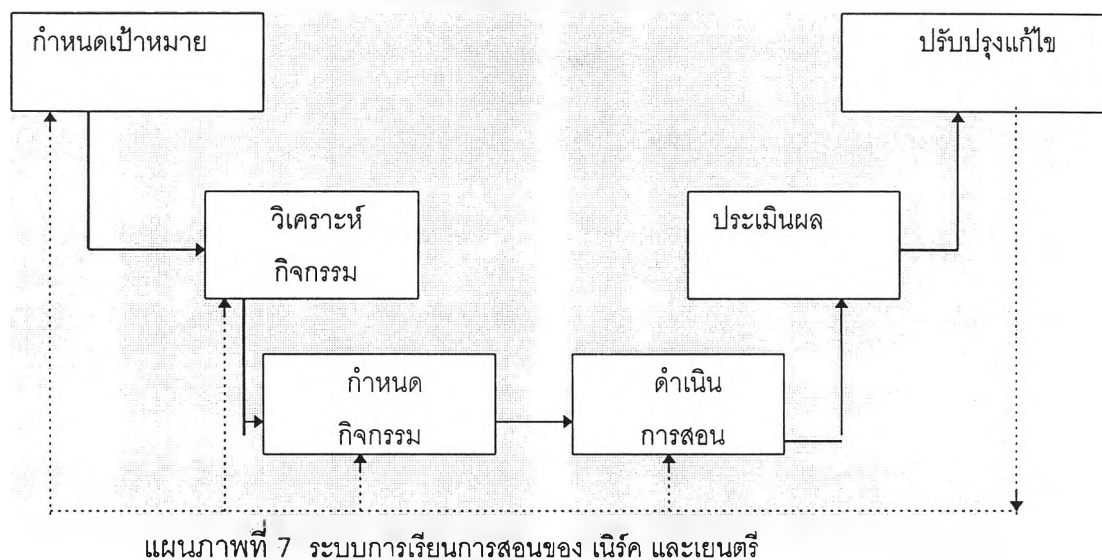 กำหนดเป้าหมาย
ปรับปรุงแก้ไข
วิเคราะห์
กิจกรรม
ประเมินผล
กำหนด
กิจกรรม
ดำเนิน
การสอน
แผนภาพที่ 7 ระบบการเรียนการสอนของ เนิร์ค และเยนตรี